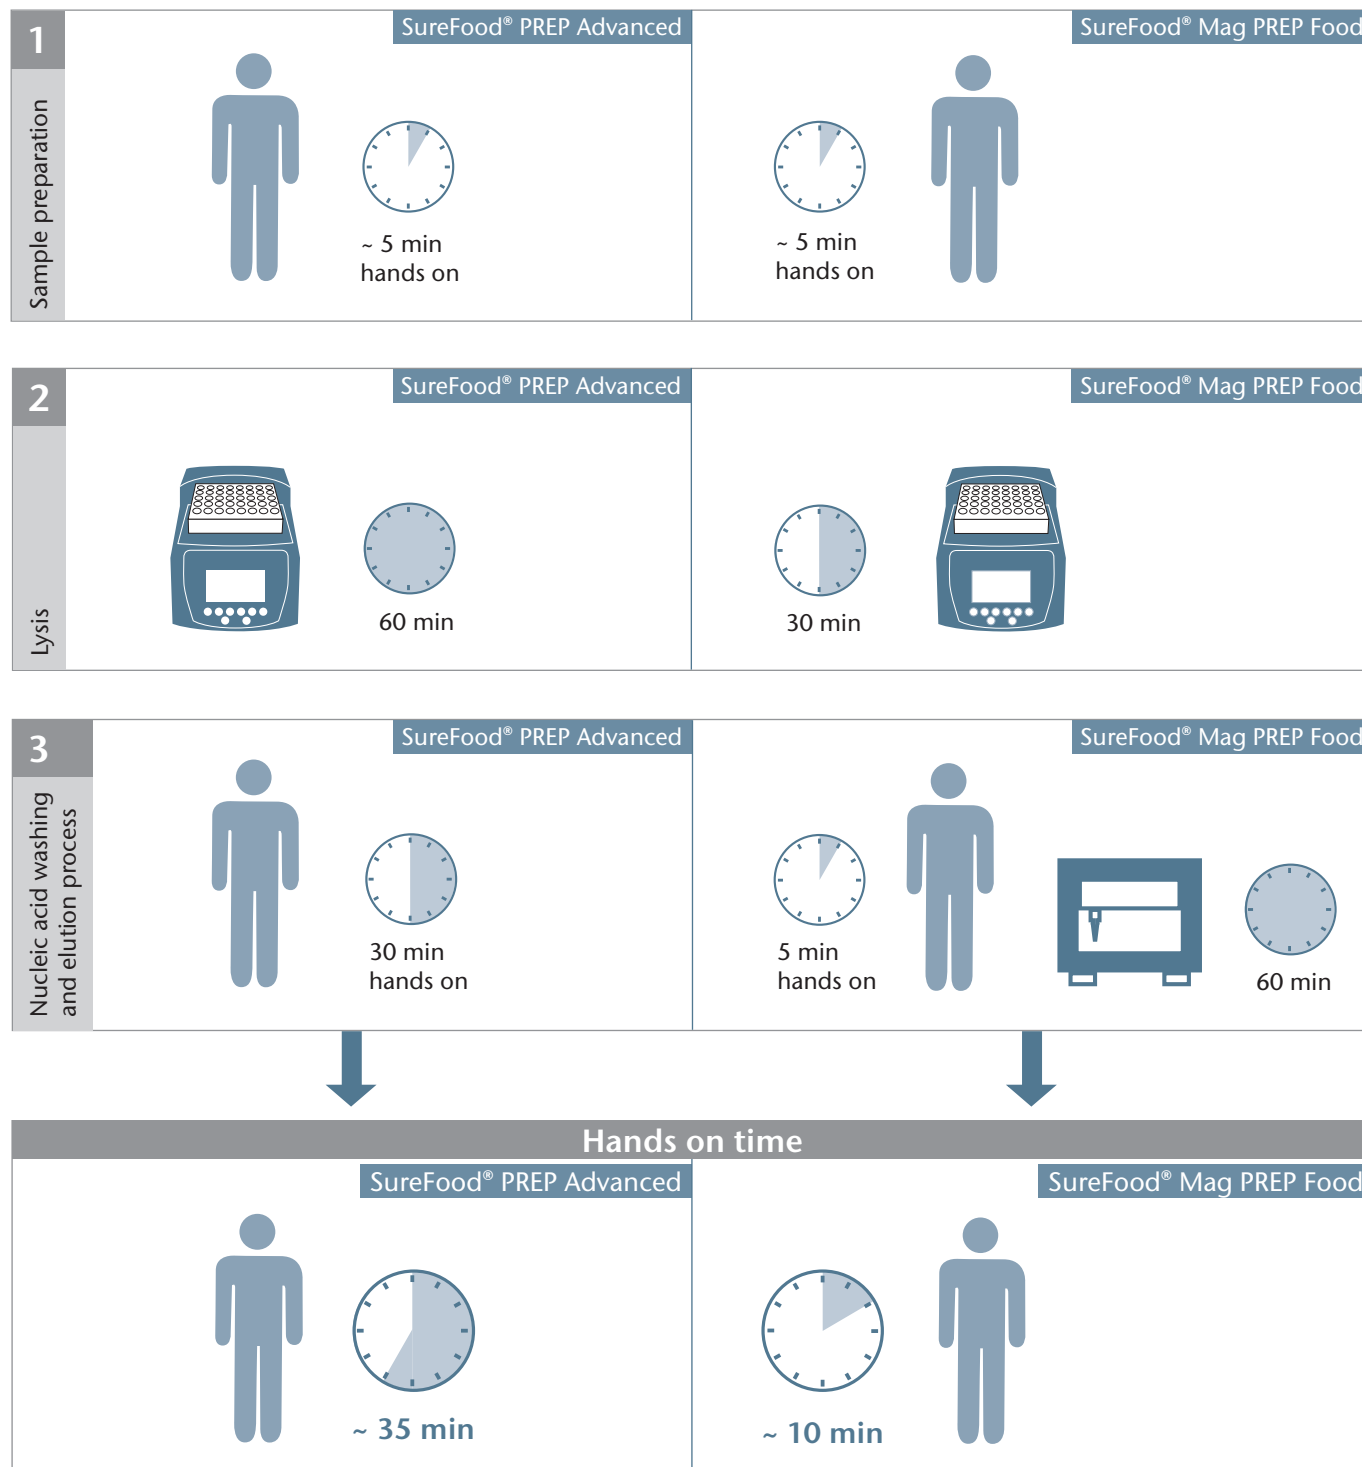 1
Sample preparation
SureFood® PREP Advanced
~ 5 min
hands on
SureFood® Mag PREP Food
~ 5 min
hands on
2
Lysis
SureFood® PREP Advanced
60 min
SureFood® Mag PREP Food
30 min
3
Nucleic acid washing
and elution process
SureFood® PREP Advanced
30 min
hands on
SureFood® Mag PREP Food
5 min
hands on
60 min
Hands on time
SureFood® PREP Advanced
~ 35 min
SureFood® Mag PREP Food
~ 10 min